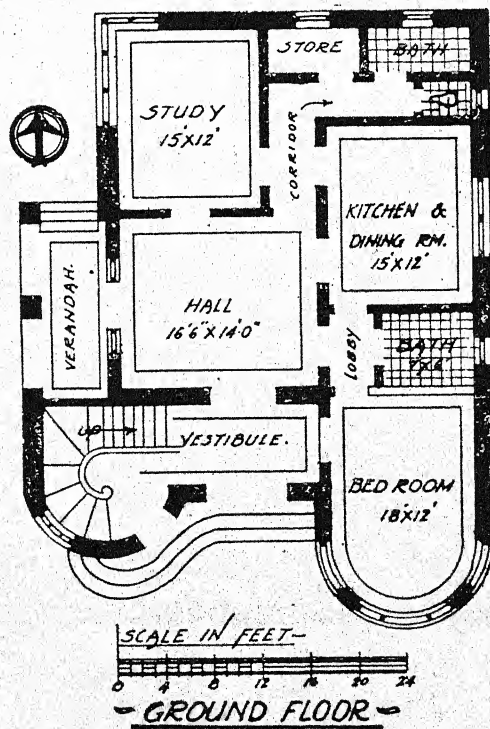 STORE
BATH
STUDY
15'X12'
CORRIDOR
KITCHEN &
DINING RM.
15'X12'
VERANDAH.
HALL
16'6"X14'0"
LOBBY
BATH
7'X6'
UP
VESTIBULE.
BED ROOM
18'X12'
SCALE IN FEET-
0 4 8 12 16 20 24
- GROUND FLOOR -